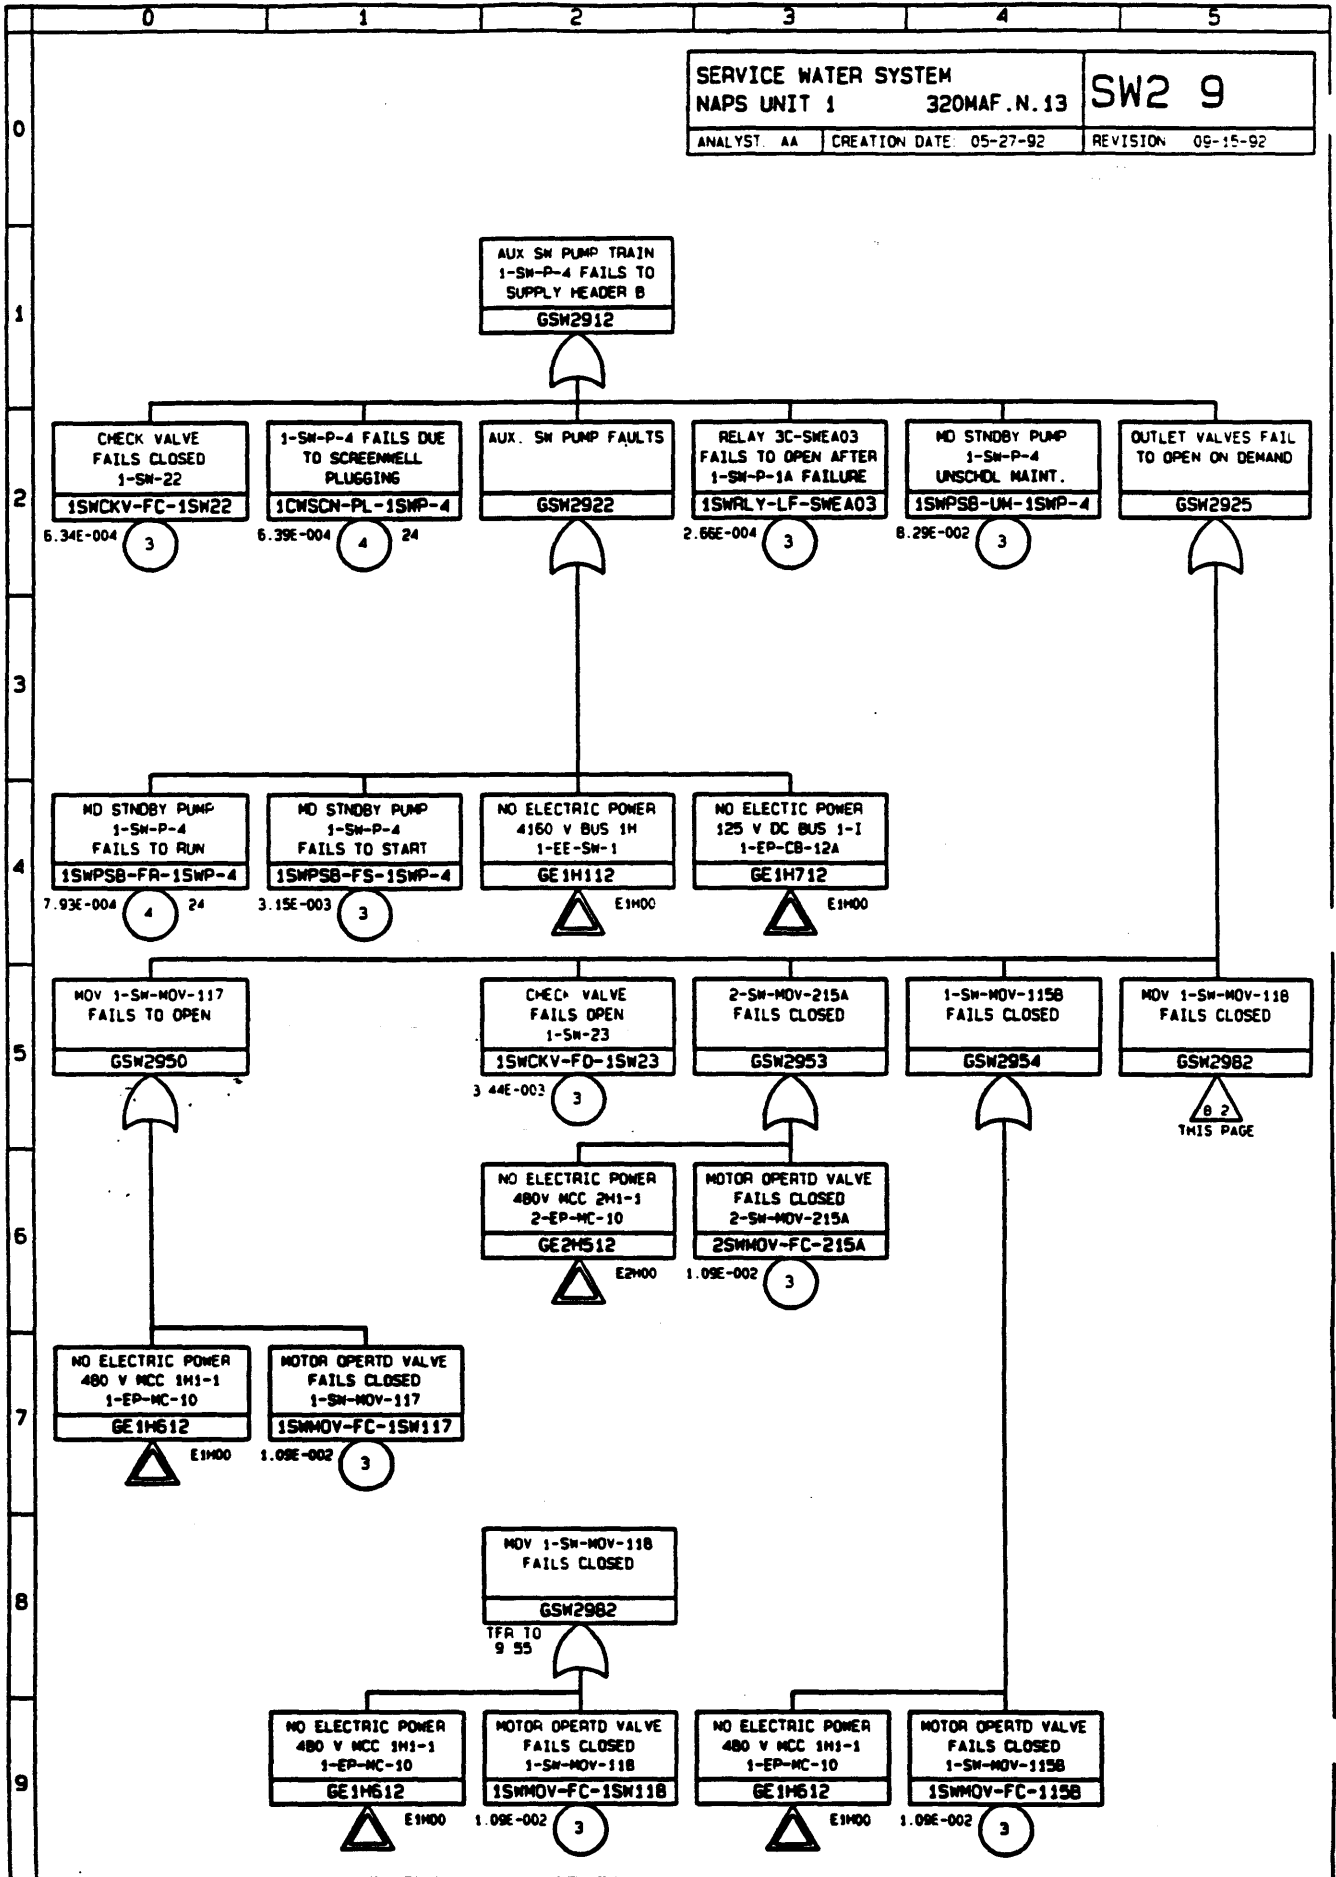 0 1 2 3 4 5
SERVICE WATER SYSTEM
NAPS UNIT 1 320MAF.N.13
SW2 9
ANALYST. AA CREATION DATE: 05-27-92 REVISION 09-15-92
0
AUX SW PUMP TRAIN
1-SW-P-4 FAILS TO
SUPPLY HEADER B
GSW2912
1
CHECK VALVE
FAILS CLOSED
1-SW-22
1SWCKV-FC-1SW22
6.34E-004 3
1-SW-P-4 FAILS DUE
TO SCREENWELL
PLUGGING
1CWSCN-PL-1SWP-4
6.39E-004 4 24
AUX. SW PUMP FAULTS
GSW2922
RELAY 3C-SWEA03
FAILS TO OPEN AFTER
1-SW-P-1A FAILURE
1SWRLY-LF-SWEA03
2.66E-004 3
MD STNDBY PUMP
1-SW-P-4
UNSCHDL MAINT.
1SWPSB-UM-1SWP-4
8.29E-002 3
OUTLET VALVES FAIL
TO OPEN ON DEMAND
GSW2925
2
3
MD STNDBY PUMP
1-SW-P-4
FAILS TO RUN
1SWPSB-FR-1SWP-4
7.93E-004 4 24
MD STNDBY PUMP
1-SW-P-4
FAILS TO START
1SWPSB-FS-1SWP-4
3.15E-003 3
NO ELECTRIC POWER
4160 V BUS 1H
1-EE-SW-1
GE1H112
E1H00
NO ELECTIC POWER
125 V DC BUS 1-I
1-EP-CB-12A
GE1H712
E1H00
4
MOV 1-SW-MOV-117
FAILS TO OPEN
GSW2950
CHECK VALVE
FAILS OPEN
1-SW-23
1SWCKV-FO-1SW23
3.44E-003 3
2-SW-MOV-215A
FAILS CLOSED
GSW2953
1-SW-MOV-115B
FAILS CLOSED
GSW2954
MOV 1-SW-MOV-118
FAILS CLOSED
GSW2982
8 2
THIS PAGE
5
NO ELECTRIC POWER
480V MCC 2H1-1
2-EP-MC-10
GE2H512
E2H00
MOTOR OPERTD VALVE
FAILS CLOSED
2-SW-MOV-215A
2SWMOV-FC-215A
1.09E-002 3
6
NO ELECTRIC POWER
480 V MCC 1H1-1
1-EP-MC-10
GE1H612
E1H00
MOTOR OPERTD VALVE
FAILS CLOSED
1-SW-MOV-117
1SWMOV-FC-1SW117
1.09E-002 3
7
MOV 1-SW-MOV-118
FAILS CLOSED
GSW2982
TFR TO
9 55
8
NO ELECTRIC POWER
480 V MCC 1H1-1
1-EP-MC-10
GE1H612
E1H00
MOTOR OPERTD VALVE
FAILS CLOSED
1-SW-MOV-118
1SWMOV-FC-1SW118
1.09E-002 3
NO ELECTRIC POWER
480 V MCC 1H1-1
1-EP-MC-10
GE1H612
E1H00
MOTOR OPERTD VALVE
FAILS CLOSED
1-SW-MOV-115B
1SWMOV-FC-115B
1.09E-002 3
9